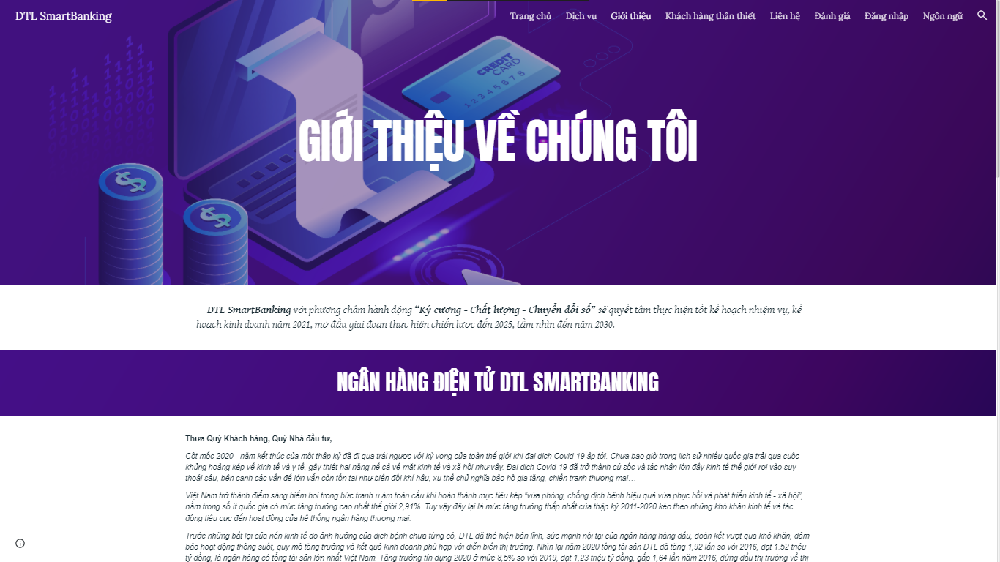 DTL SmartBanking
Trang chủ
Dịch vụ
Giới thiệu
Khách hàng thân thiết
Liên hệ
Đánh giá
Đăng nhập
Ngôn ngữ
CREDIT
CARD
12345678
GIỚI THIỆU VỀ CHÚNG TÔI
DTL SmartBanking với phương châm hành động “Kỷ cương - Chất lượng - Chuyển đổi số” sẽ quyết tâm thực hiện tốt kế hoạch nhiệm vụ, kế
hoạch kinh doanh năm 2021, mở đầu giai đoạn thực hiện chiến lược đến 2025, tầm nhìn đến năm 2030.
NGÂN HÀNG ĐIỆN TỬ DTL SMARTBANKING
Thưa Quý Khách hàng, Quý Nhà đầu tư,
Cột mốc 2020 - năm kết thúc của một thập kỷ đã đi qua trái ngược với kỳ vọng của toàn thế giới khi đại dịch Covid-19 ập tới. Chưa bao giờ trong lịch sử nhiều quốc gia trải qua cuộc
khủng hoảng kép về kinh tế và y tế, gây thiệt hại nặng nề cả về mặt kinh tế và xã hội như vậy. Đại dịch Covid-19 đã trở thành cú sốc và tác nhân lớn đẩy kinh tế thế giới rơi vào suy
thoái sâu, bên cạnh các vấn đề lớn vẫn còn tồn tại như biến đổi khí hậu, xu thế chủ nghĩa bảo hộ gia tăng, chiến tranh thương mại…
Việt Nam trở thành điểm sáng hiếm hoi trong bức tranh u ám toàn cầu khi hoàn thành mục tiêu kép “vừa phòng, chống dịch bệnh hiệu quả vừa phục hồi và phát triển kinh tế - xã hội”,
nằm trong số ít quốc gia có mức tăng trưởng cao nhất thế giới 2,91%. Tuy vậy đây lại là mức tăng trưởng thấp nhất của thập kỷ 2011-2020 kéo theo những khó khăn kinh tế và tác
động tiêu cực đến hoạt động của hệ thống ngân hàng thương mại.
Trước những bất lợi của nền kinh tế do ảnh hưởng của dịch bệnh chưa từng có, DTL đã thể hiện bản lĩnh, sức mạnh nội tại của ngân hàng hàng đầu, đoàn kết vượt qua khó khăn, đảm
bảo hoạt động thông suốt, quy mô tăng trưởng và kết quả kinh doanh phù hợp với diễn biến thị trường. Nhìn lại năm 2020 tổng tài sản DTL đã tăng 1,92 lần so với 2016, đạt 1.52 triệu
tỷ đồng, là ngân hàng có tổng tài sản lớn nhất Việt Nam. Tăng trưởng tín dụng 2020 ở mức 8,5% so với 2019, đạt 1,23 triệu tỷ đồng, gấp 1,64 lần năm 2016, đứng đầu thị trường về thị